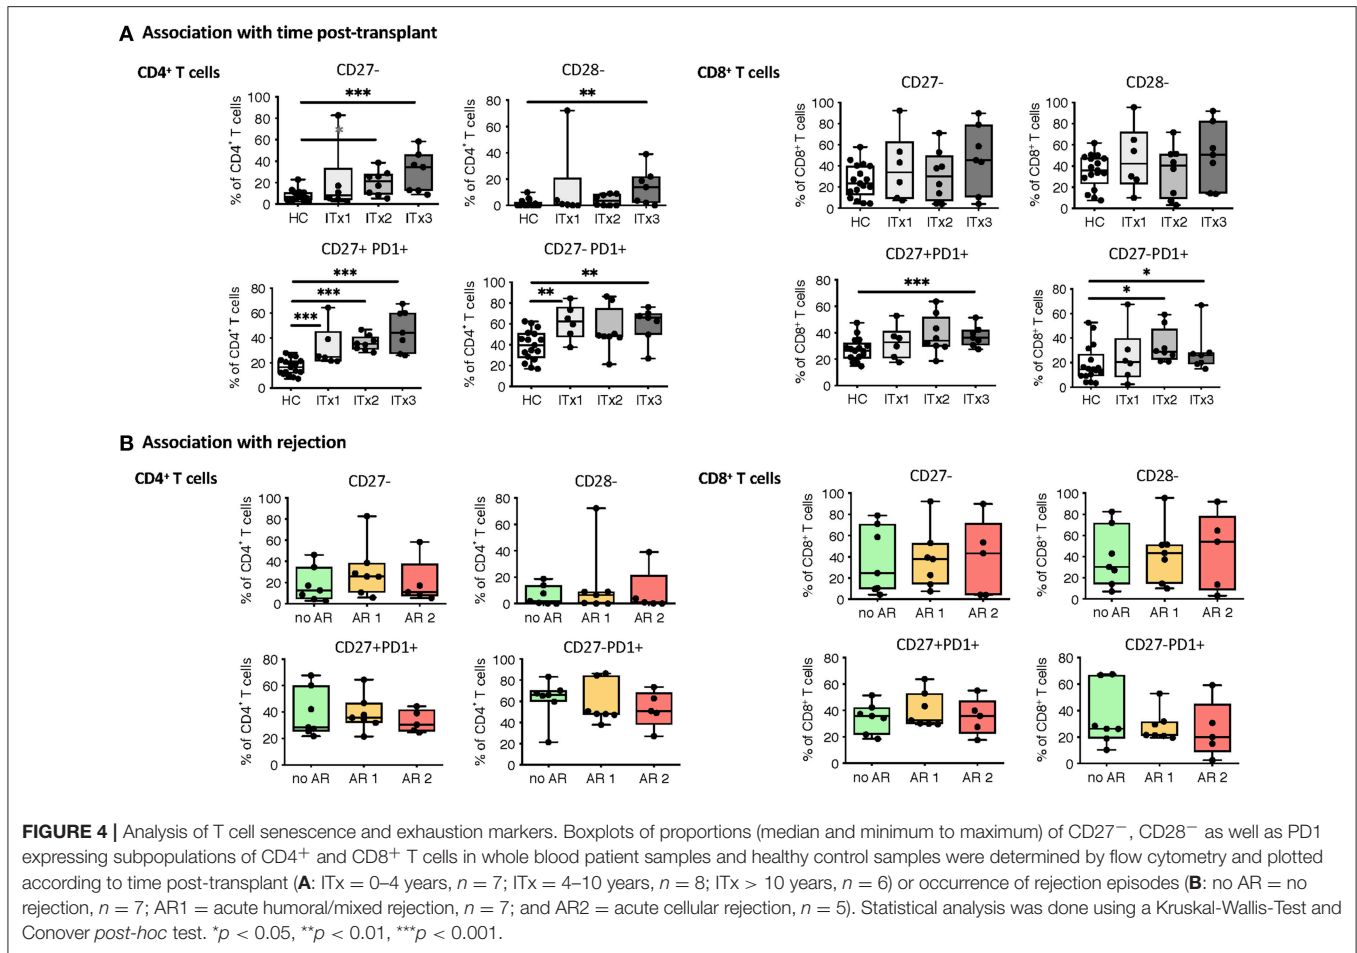 A Association with time post-transplant
CD4+ T cells
CD27-
% of CD4+ T cells
100
80
60
40
20
0
***
*
HC ITx1 ITx2 ITx3
CD28-
% of CD4+ T cells
80
60
40
20
0
**
HC ITx1 ITx2 ITx3
CD8+ T cells
CD27-
% of CD8+ T cells
100
80
60
40
20
0
HC ITx1 ITx2 ITx3
CD28-
% of CD8+ T cells
100
80
60
40
20
0
HC ITx1 ITx2 ITx3
CD27+ PD1+
% of CD4+ T cells
80
60
40
20
0
***
***
***
HC ITx1 ITx2 ITx3
CD27- PD1+
% of CD4+ T cells
100
80
60
40
20
0
**
**
HC ITx1 ITx2 ITx3
CD27+PD1+
% of CD8+ T cells
80
60
40
20
0
***
HC ITx1 ITx2 ITx3
CD27-PD1+
% of CD8+ T cells
80
60
40
20
0
*
*
HC ITx1 ITx2 ITx3
B Association with rejection
CD4+ T cells
CD27-
% of CD4+ T cells
100
80
60
40
20
0
no AR AR 1 AR 2
CD28-
% of CD4+ T cells
80
60
40
20
0
no AR AR 1 AR 2
CD8+ T cells
CD27-
% of CD8+ T cells
100
80
60
40
20
0
no AR AR 1 AR 2
CD28-
% of CD8+ T cells
100
80
60
40
20
0
no AR AR 1 AR 2
CD27+PD1+
% of CD4+ T cells
80
60
40
20
0
no AR AR 1 AR 2
CD27-PD1+
% of CD4+ T cells
100
80
60
40
20
0
no AR AR 1 AR 2
CD27+PD1+
% of CD8+ T cells
80
60
40
20
0
no AR AR 1 AR 2
CD27-PD1+
% of CD8+ T cells
80
60
40
20
0
no AR AR 1 AR 2
FIGURE 4 | Analysis of T cell senescence and exhaustion markers. Boxplots of proportions (median and minimum to maximum) of CD27−, CD28− as well as PD1
expressing subpopulations of CD4+ and CD8+ T cells in whole blood patient samples and healthy control samples were determined by flow cytometry and plotted
according to time post-transplant (A: ITx = 0–4 years, n = 7; ITx = 4–10 years, n = 8; ITx > 10 years, n = 6) or occurrence of rejection episodes (B: no AR = no
rejection, n = 7; AR1 = acute humoral/mixed rejection, n = 7; and AR2 = acute cellular rejection, n = 5). Statistical analysis was done using a Kruskal-Wallis-Test and
Conover post-hoc test. *p < 0.05, **p < 0.01, ***p < 0.001.